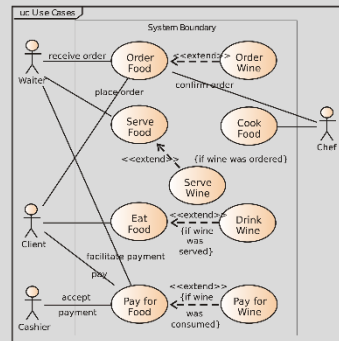 uc Use Cases
System Boundary
receive order
Order
Food
<<extend>>
Order
Wine
Waiter
place order
confirm order
Serve
Food
Cook
Food
Chef
<<extend>>
{if wine was ordered}
Serve
Wine
Client
Eat
Food
<<extend>>
{if wine
was
served}
Drink
Wine
facilitate payment
pay
Cashier
accept
payment
Pay for
Food
<<extend>>
{if wine
was
consumed}
Pay for
Wine